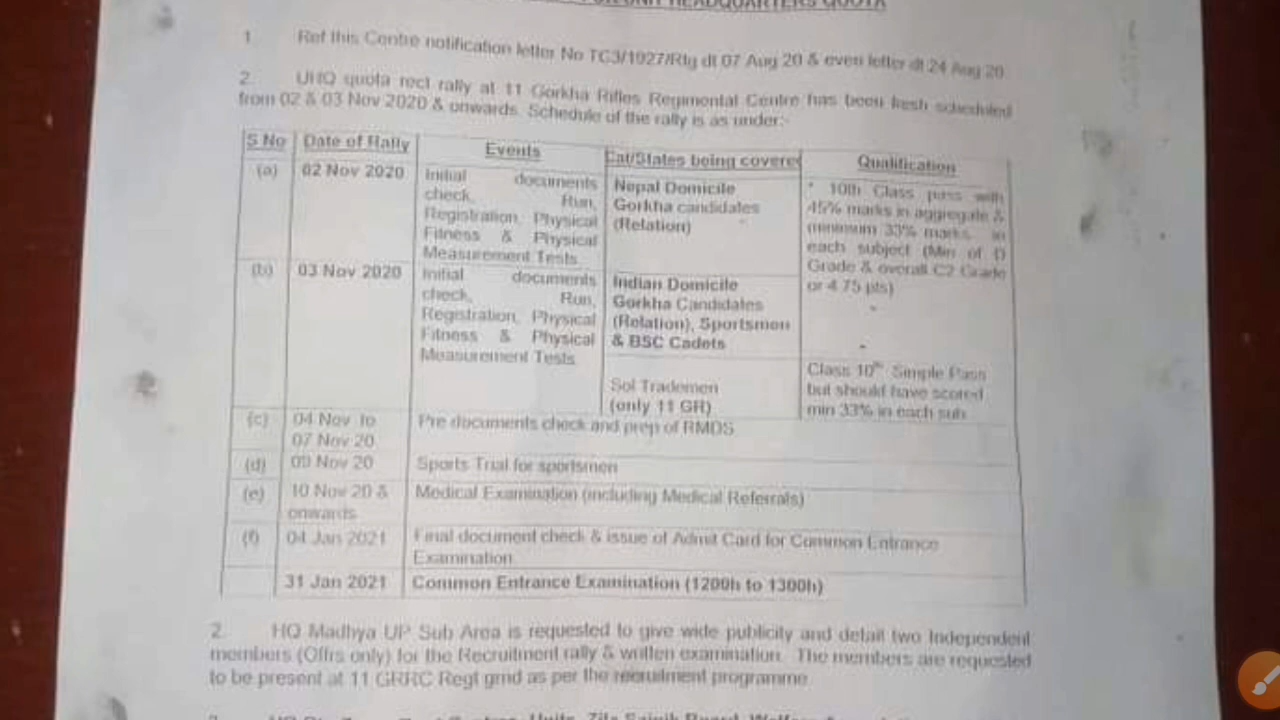 HEADQUARTERS QUOTA
1. Ref this Centre notification letter No TC3/1927/Rtg dt 07 Aug 20 & even letter dt 24 Aug 20
2. UHQ quota rect rally at 11 Gorkha Rifles Regimental Centre has been fresh scheduled
from 02 & 03 Nov 2020 & onwards. Schedule of the rally is as under:-
S No Date of Rally Events Cat/States being covered Qualification
(a) 02 Nov 2020
Initial documents
check, Run,
Registration, Physical
Fitness & Physical
Measurement Tests
Nepal Domicile
Gorkha candidates
(Relation)
* 10th Class pass with
45% marks in aggregate &
minimum 33% marks in
each subject (Min of D
Grade & overall C2 Grade
or 4.75 pts)
(b) 03 Nov 2020
Initial documents
check, Run,
Registration, Physical
Fitness & Physical
Measurement Tests
Indian Domicile
Gorkha Candidates
(Relation), Sportsmen
& BSC Cadets
Sol Trademen
(only 11 GR)
Class 10th Simple Pass
but should have scored
min 33% in each sub
(c) 04 Nov to
07 Nov 20
Pre documents check and prep of RMDS
(d) 09 Nov 20 Sports Trial for sportsmen
(e) 10 Nov 20 &
onwards
Medical Examination (including Medical Referrals)
(f) 04 Jan 2021 Final document check & issue of Admit Card for Common Entrance
Examination
31 Jan 2021 Common Entrance Examination (1200h to 1300h)
2. HQ Madhya UP Sub Area is requested to give wide publicity and detail two Independent
members (Offrs only) for the Recruitment rally & written examination. The members are requested
to be present at 11 GRRC Regt grnd as per the recruitment programme
Units, Zila Sainik Board, Welfare